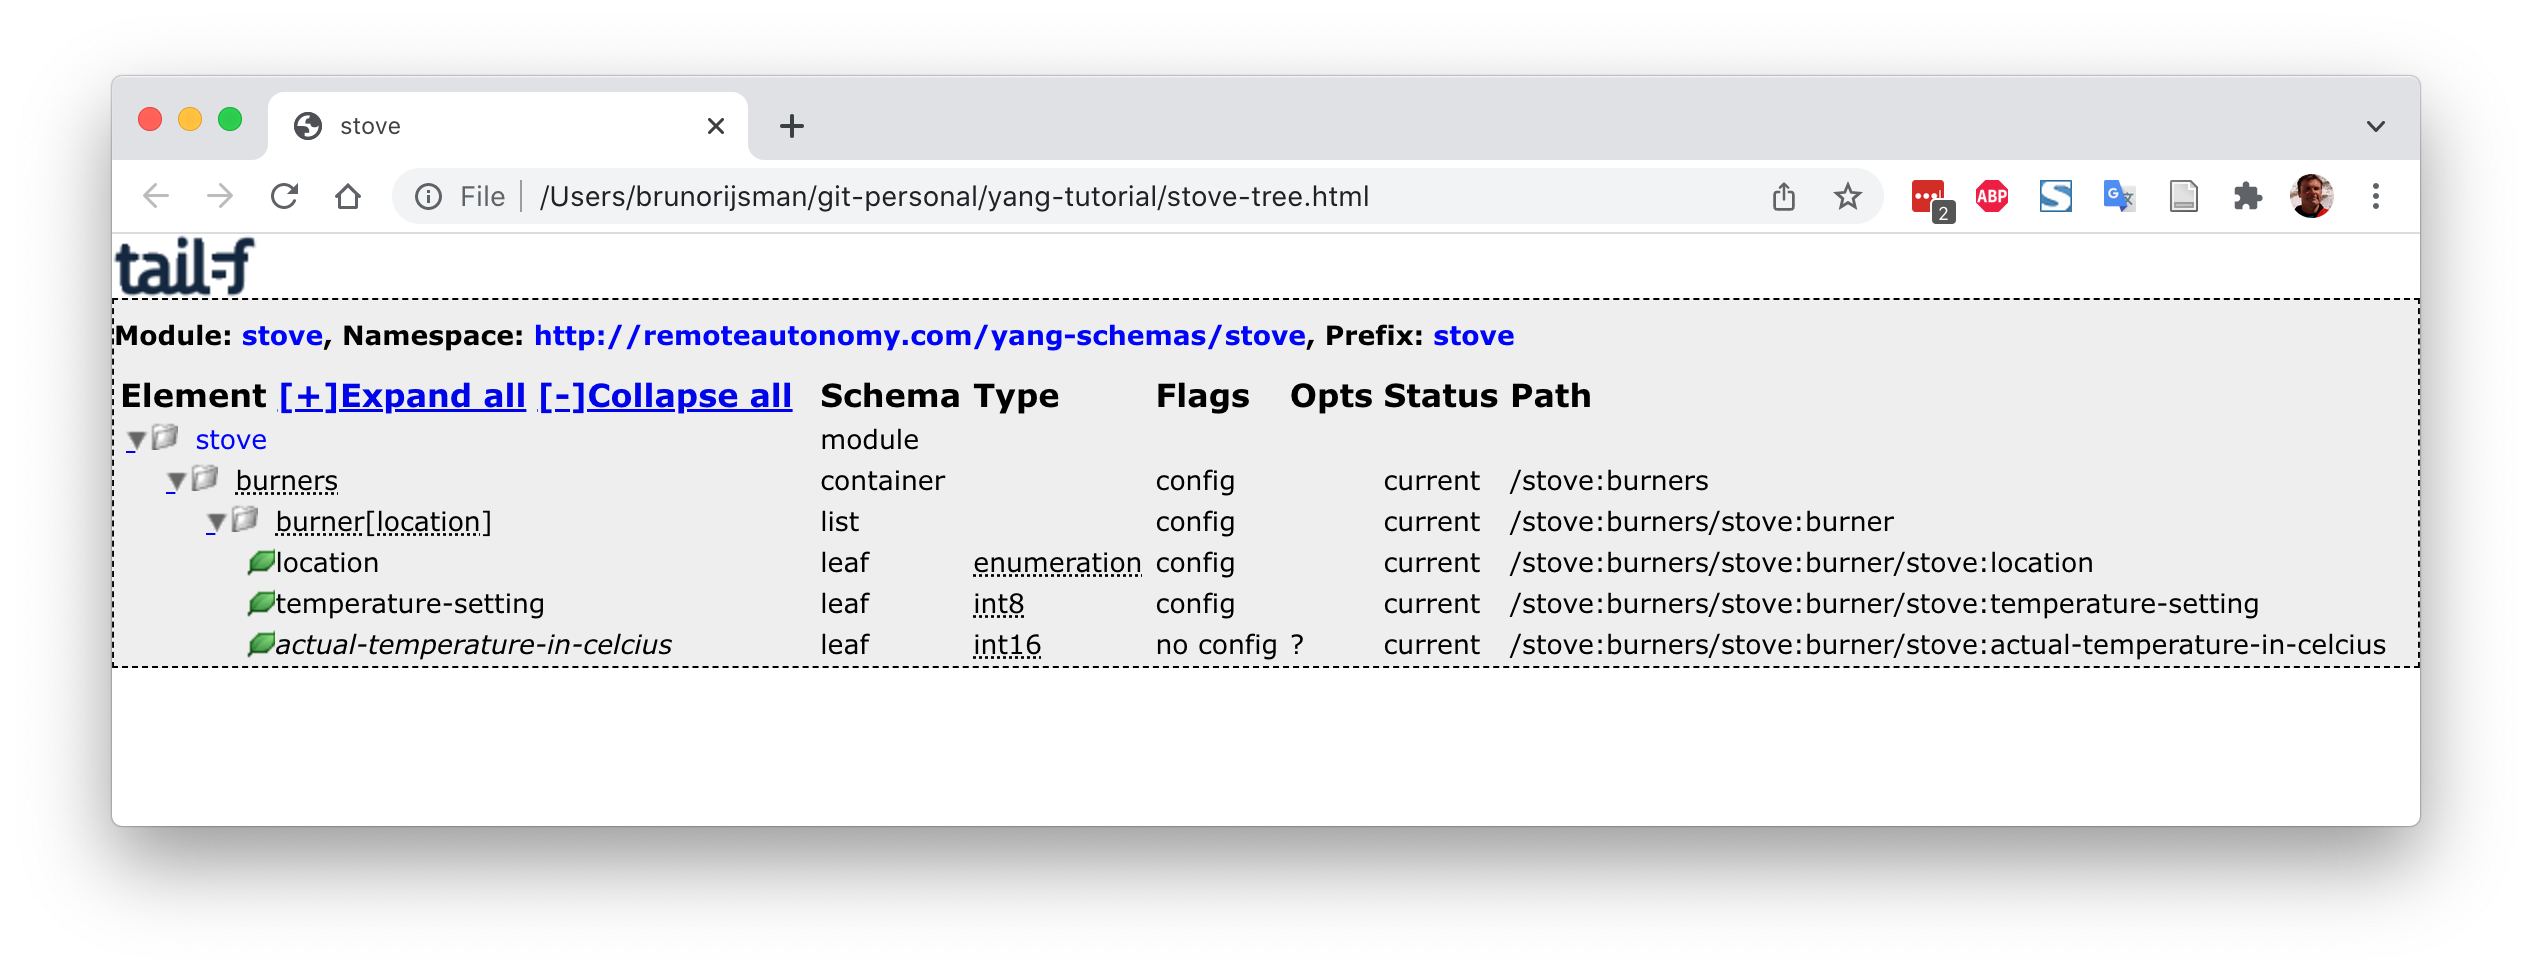 stove
File /Users/brunorijsman/git-personal/yang-tutorial/stove-tree.html
2 ABP S G
tail-f
Module: stove, Namespace: http://remoteautonomy.com/yang-schemas/stove, Prefix: stove
Element [+]Expand all [-]Collapse all Schema Type Flags Opts Status Path
stove module
burners container config current /stove:burners
burner[location] list config current /stove:burners/stove:burner
location leaf enumeration config current /stove:burners/stove:burner/stove:location
temperature-setting leaf int8 config current /stove:burners/stove:burner/stove:temperature-setting
actual-temperature-in-celcius leaf int16 no config ? current /stove:burners/stove:burner/stove:actual-temperature-in-celcius